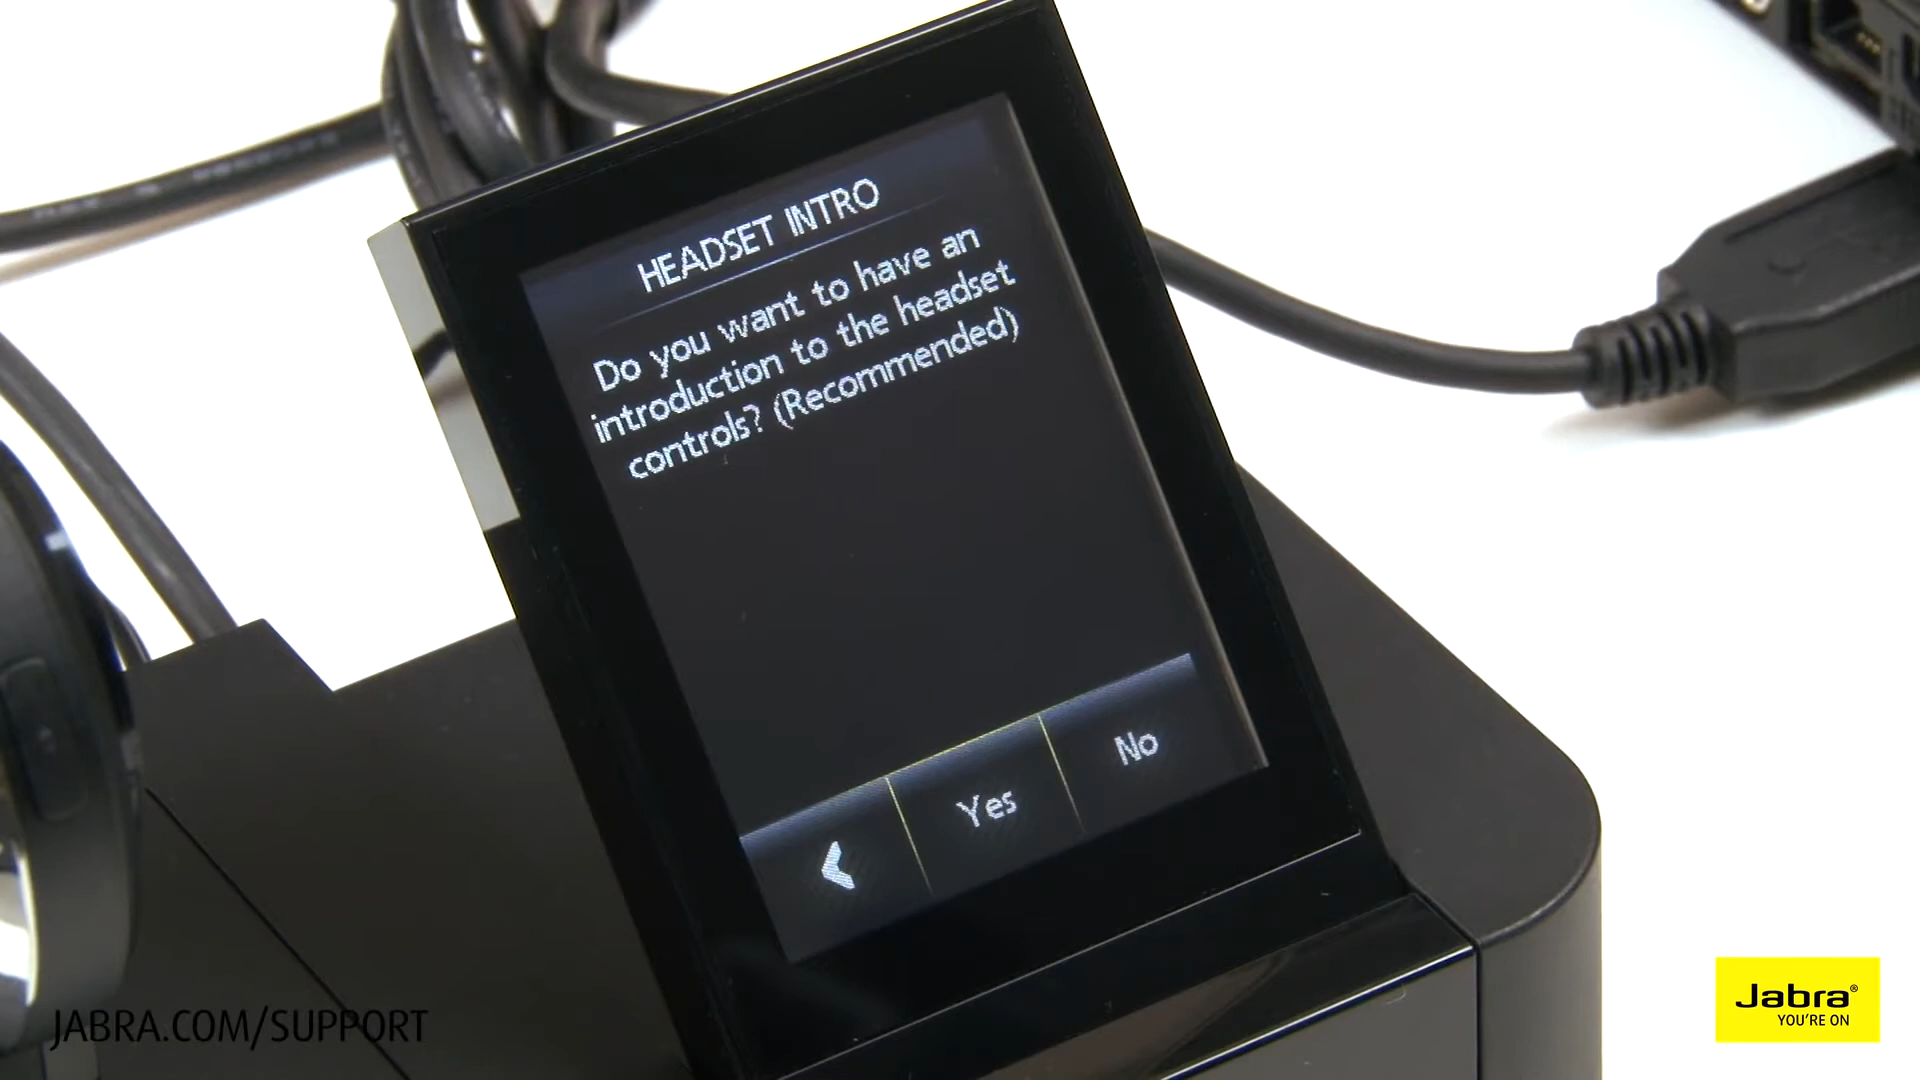 HEADSET INTRO
Do you want to have an
introduction to the headset
controls? (Recommended)
Yes
No
JABRA.COM/SUPPORT
Jabra®
YOU'RE ON